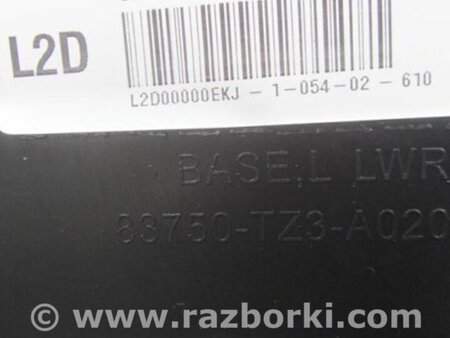 L2D
L2D00000EKJ - 1-054-02 - 610
BASE,L LWR
83750-TZ3-A020
© - www.razborki.com